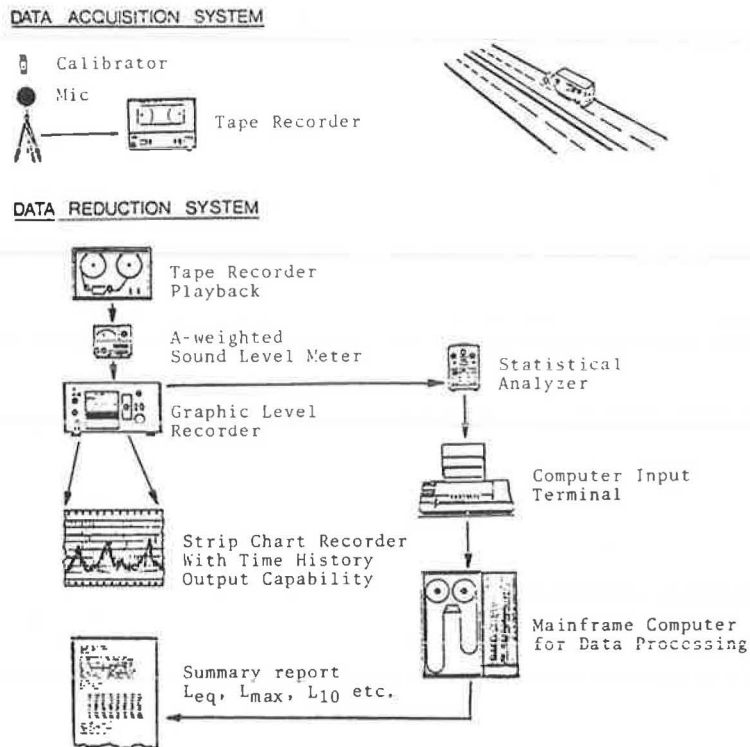 DATA ACQUISITION SYSTEM
Calibrator
Mic
Tape Recorder
DATA REDUCTION SYSTEM
Tape Recorder
Playback
A-weighted
Sound Level Meter
Graphic Level
Recorder
Statistical
Analyzer
Computer Input
Terminal
Strip Chart Recorder
With Time History
Output Capability
Mainframe Computer
for Data Processing
Summary report
Leq, Lmax, L10 etc.